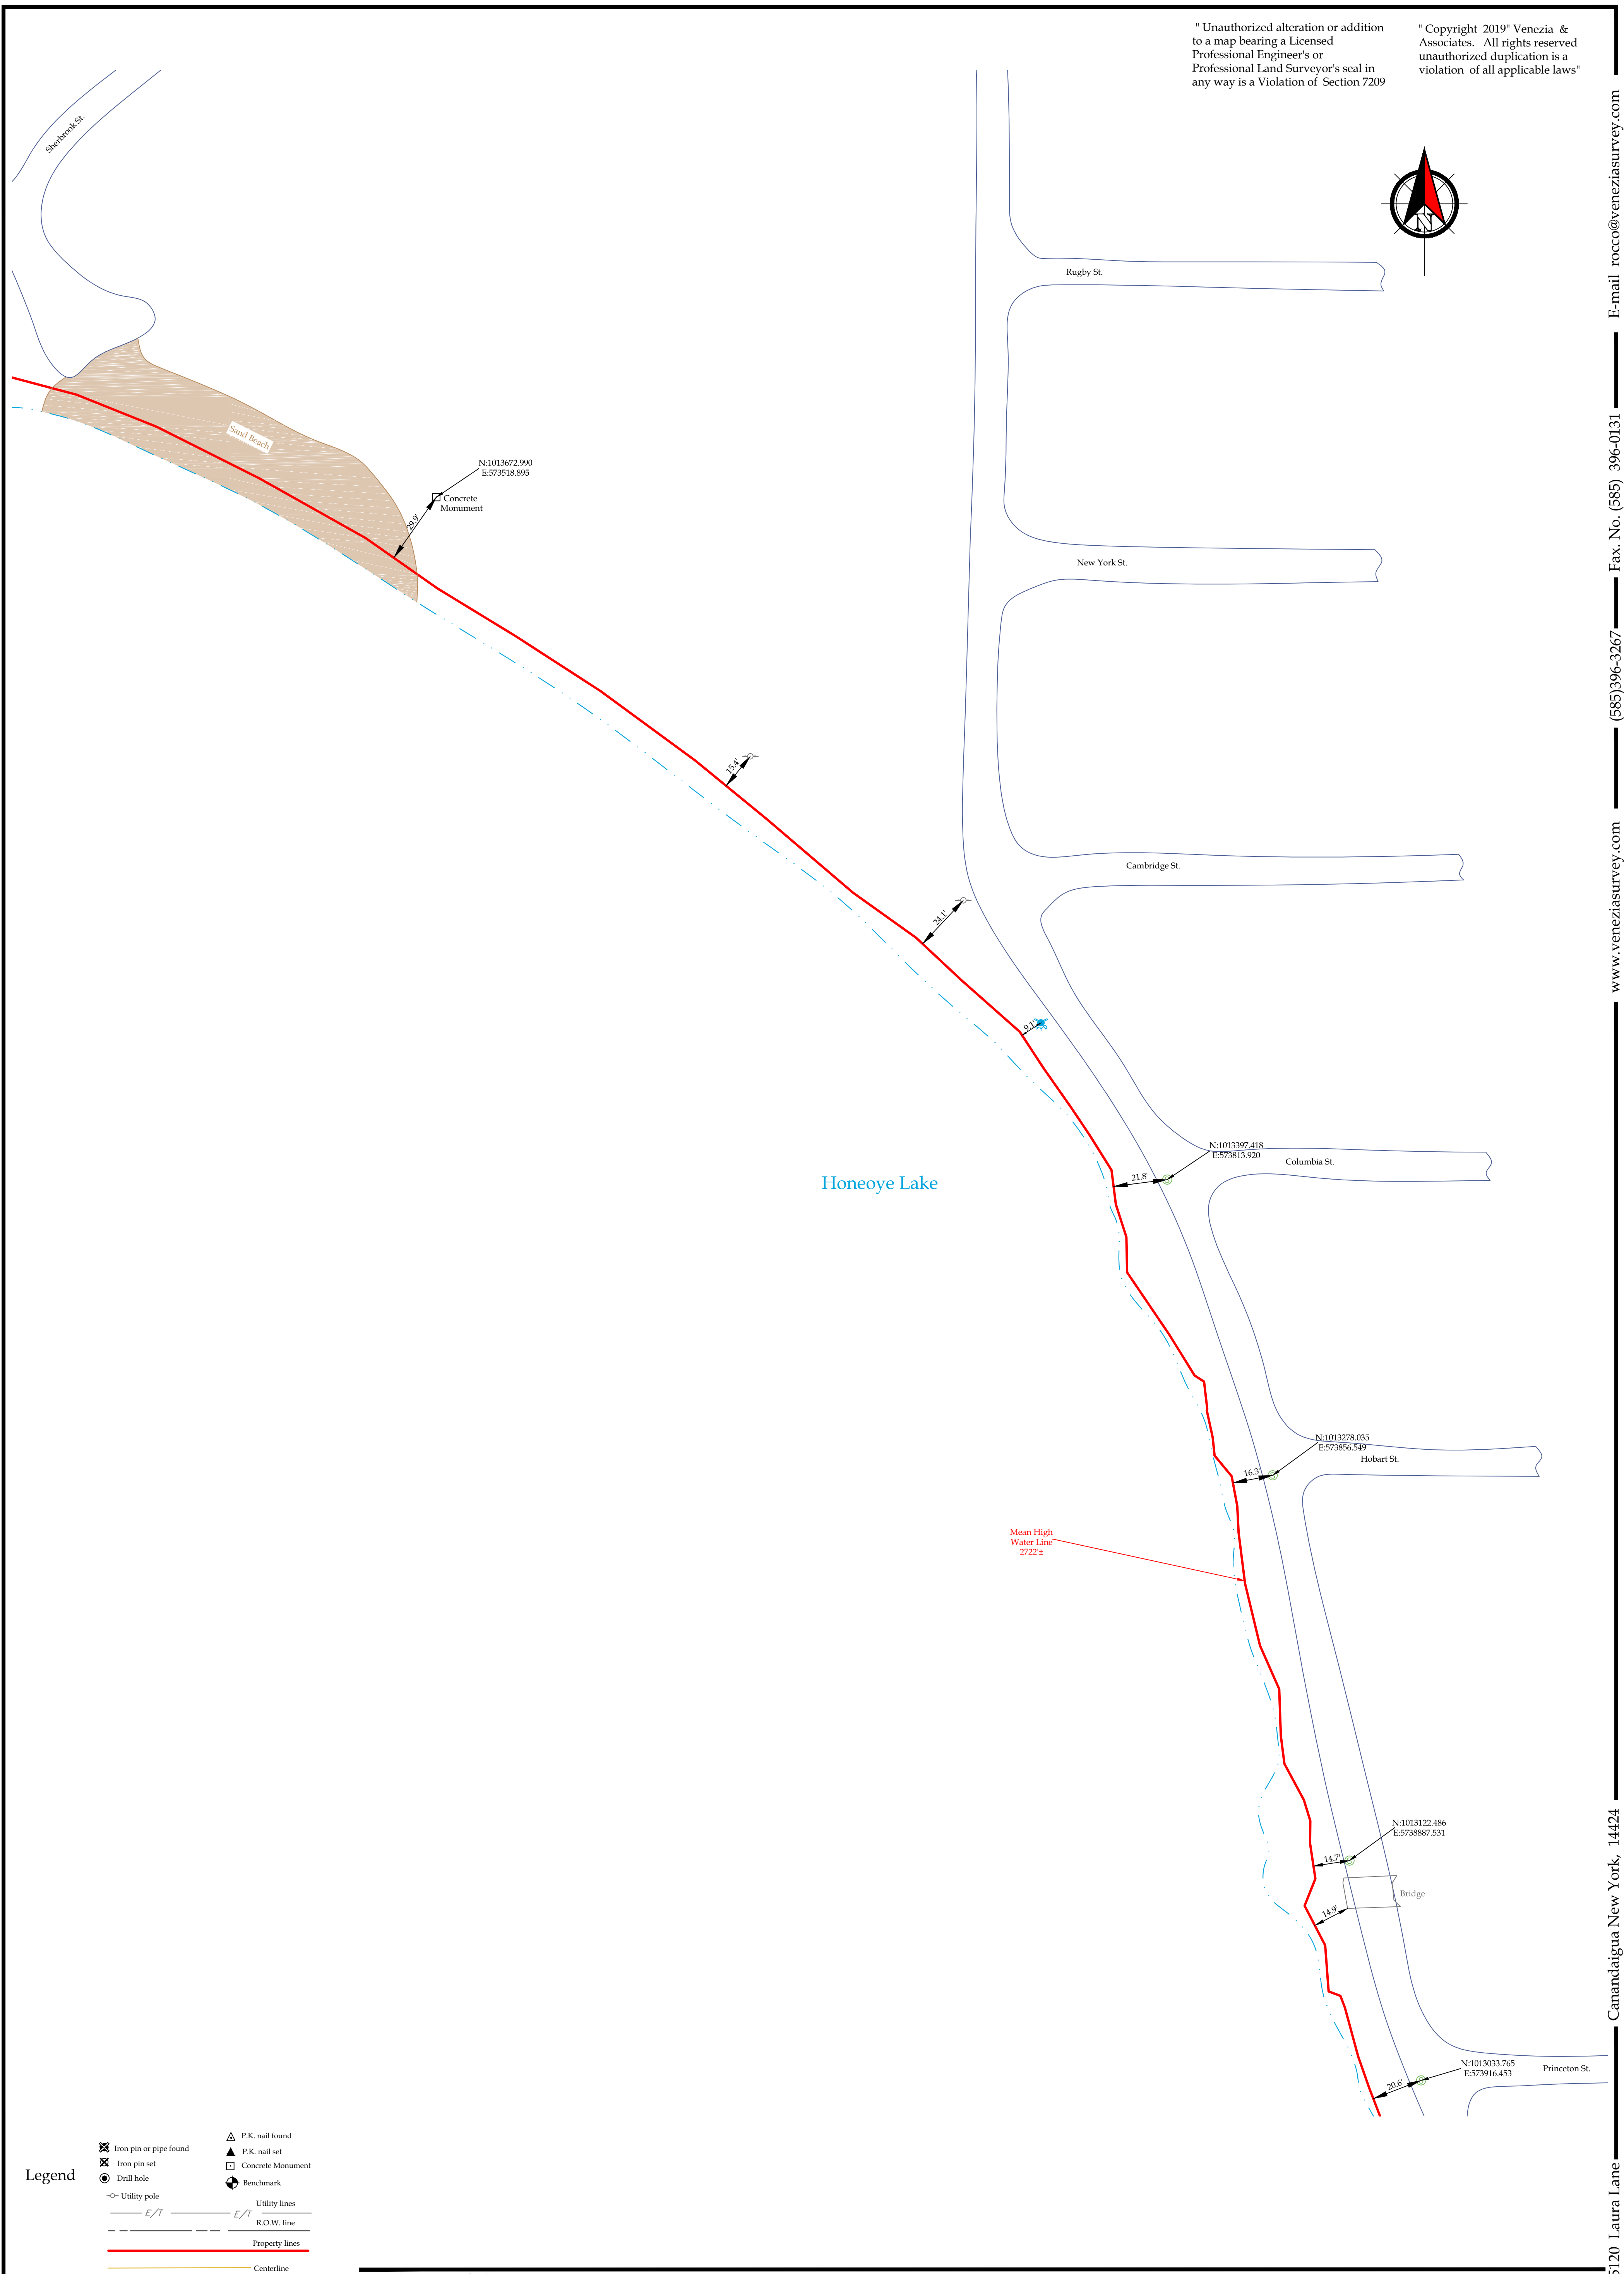 " Unauthorized alteration or addition
to a map bearing a Licensed
Professional Engineer's or
Professional Land Surveyor's seal in
any way is a Violation of Section 7209
" Copyright 2019" Venezia &
Associates. All rights reserved
unauthorized duplication is a
violation of all applicable laws"
Sherbrook St.
N
Rugby St.
Sand Beach
N:1013672.990
E:573518.895
Concrete
Monument
29.9'
New York St.
15.4'
Cambridge St.
24.1'
9.1'
N:1013397.418
E:573813.920
Columbia St.
21.8'
Honeoye Lake
N:1013278.035
E:573856.549
Hobart St.
16.3'
Mean High
Water Line
2722'±
N:1013122.486
E:5738887.531
14.7'
Bridge
14.9'
N:1013033.765
E:573916.453
Princeton St.
20.6'
Legend
Iron pin or pipe found
Iron pin set
Drill hole
Utility pole
P.K. nail found
P.K. nail set
Concrete Monument
Benchmark
Utility lines
E/T E/T
R.O.W. line
Property lines
Centerline
5120 Laura Lane Canandaigua New York, 14424 www.veneziasurvey.com (585)396-3267 Fax. No. (585) 396-0131 E-mail rocco@veneziasurvey.com